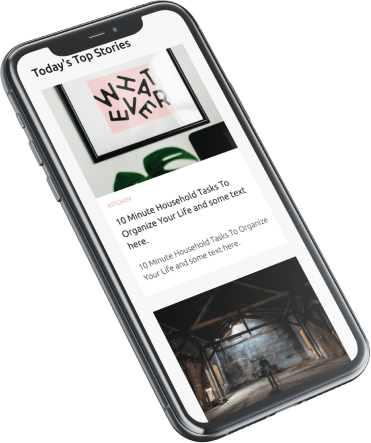 Today's Top Stories
WHAT
EVER
KITCHEN
10 Minute Household Tasks To
Organize Your Life and some text
here.
10 Minute Household Tasks To Organize
Your Life and some text here.